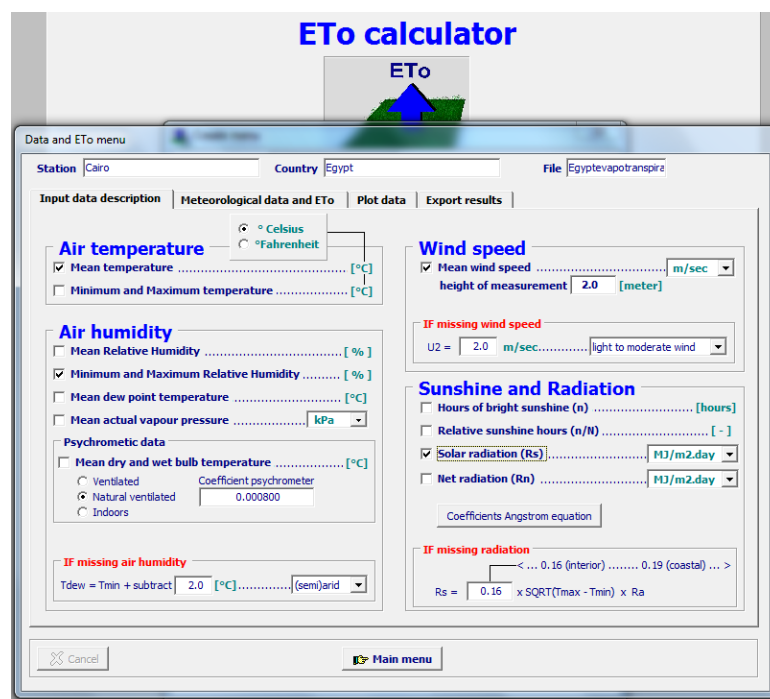 ETo calculator
ETo
Data and ETo menu
Station Cairo Country Egypt File Egyptevapotranspira
Input data description Meteorological data and ETo Plot data Export results
° Celsius
°Fahrenheit
Air temperature
Mean temperature ........................................ [°C]
Minimum and Maximum temperature .................. [°C]
Air humidity
Mean Relative Humidity .................................. [ % ]
Minimum and Maximum Relative Humidity .......... [ % ]
Mean dew point temperature .......................... [°C]
Mean actual vapour pressure .................. kPa
Psychrometic data
Mean dry and wet bulb temperature .................. [°C]
Ventilated Coefficient psychrometer
Natural ventilated 0.000800
Indoors
IF missing air humidity
Tdew = Tmin + subtract 2.0 [°C].............. (semi)arid
Wind speed
Mean wind speed ................................ m/sec
height of measurement 2.0 [meter]
IF missing wind speed
U2 = 2.0 m/sec............ light to moderate wind
Sunshine and Radiation
Hours of bright sunshine (n) ........................ [hours]
Relative sunshine hours (n/N) .......................... [ - ]
Solar radiation (Rs) ........................ MJ/m2.day
Net radiation (Rn) .......................... MJ/m2.day
Coefficients Angstrom equation
IF missing radiation
< ... 0.16 (interior) ........ 0.19 (coastal) ... >
Rs = 0.16 x SQRT(Tmax - Tmin) x Ra
Cancel Main menu